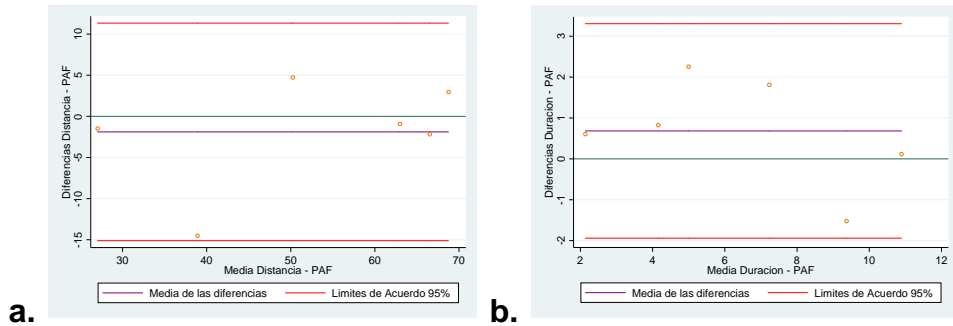 a.
Diferencias Distancia - PAF
10
5
0
-5
-10
-15
30 40 50 60 70
Media Distancia - PAF
Media de las diferencias Limites de Acuerdo 95%
b.
Diferencias Duracion - PAF
3
2
1
0
-1
-2
2 4 6 8 10 12
Media Duracion - PAF
Media de las diferencias Limites de Acuerdo 95%